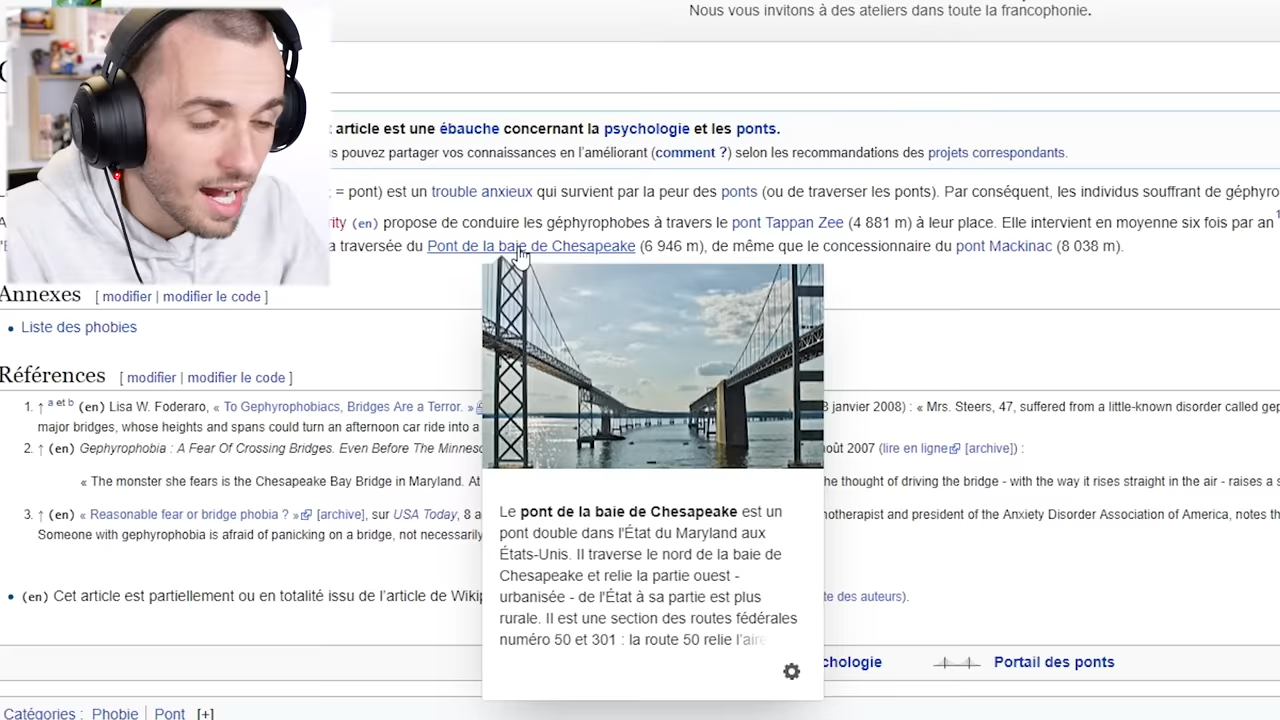 Nous vous invitons à des ateliers dans toute la francophonie.
article est une ébauche concernant la psychologie et les ponts.
pouvez partager vos connaissances en l'améliorant (comment ?) selon les recommandations des projets correspondants.
= pont) est un trouble anxieux qui survient par la peur des ponts (ou de traverser les ponts). Par conséquent, les individus souffrant de géphyro
(en) propose de conduire les géphyrophobes à travers le pont Tappan Zee (4 881 m) à leur place. Elle intervient en moyenne six fois par an
a traversée du Pont de la baie de Chesapeake (6 946 m), de même que le concessionnaire du pont Mackinac (8 038 m).
Annexes [ modifier | modifier le code ]
• Liste des phobies
Références [ modifier | modifier le code ]
1. ↑ a et b (en) Lisa W. Foderaro, « To Gephyrophobiacs, Bridges Are a Terror. » 3 janvier 2008) : « Mrs. Steers, 47, suffered from a little-known disorder called gep
major bridges, whose heights and spans could turn an afternoon car ride into a
2. ↑ (en) Gephyrophobia : A Fear Of Crossing Bridges. Even Before The Minnes août 2007 (lire en ligne [archive]) :
« The monster she fears is the Chesapeake Bay Bridge in Maryland. At he thought of driving the bridge - with the way it rises straight in the air - raises a s
3. ↑ (en) « Reasonable fear or bridge phobia ? » [archive], sur USA Today, 8 a hotherapist and president of the Anxiety Disorder Association of America, notes th
Someone with gephyrophobia is afraid of panicking on a bridge, not necessarily
• (en) Cet article est partiellement ou en totalité issu de l'article de Wikip te des auteurs).
Le pont de la baie de Chesapeake est un
pont double dans l'État du Maryland aux
États-Unis. Il traverse le nord de la baie de
Chesapeake et relie la partie ouest -
urbanisée - de l'État à sa partie est plus
rurale. Il est une section des routes fédérales
numéro 50 et 301 : la route 50 relie l'aire
chologie Portail des ponts
Catégories : Phobie | Pont [+]